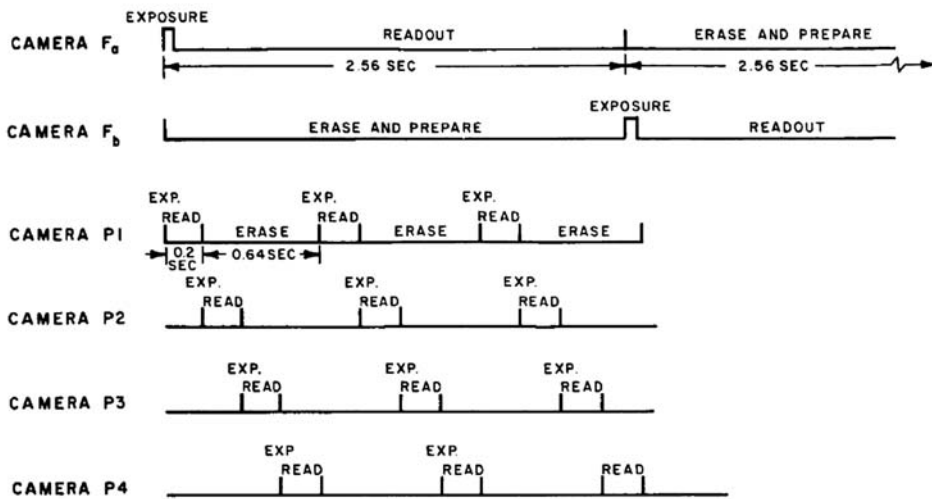 EXPOSURE
CAMERA Fa READOUT ERASE AND PREPARE
2.56 SEC 2.56 SEC
EXPOSURE
CAMERA Fb ERASE AND PREPARE READOUT
EXP. EXP. EXP.
CAMERA P1 READ ERASE READ ERASE READ ERASE
0.2 SEC 0.64 SEC
EXP. EXP. EXP.
CAMERA P2 READ READ READ
EXP. EXP. EXP.
CAMERA P3 READ READ READ
EXP EXP.
CAMERA P4 READ READ READ